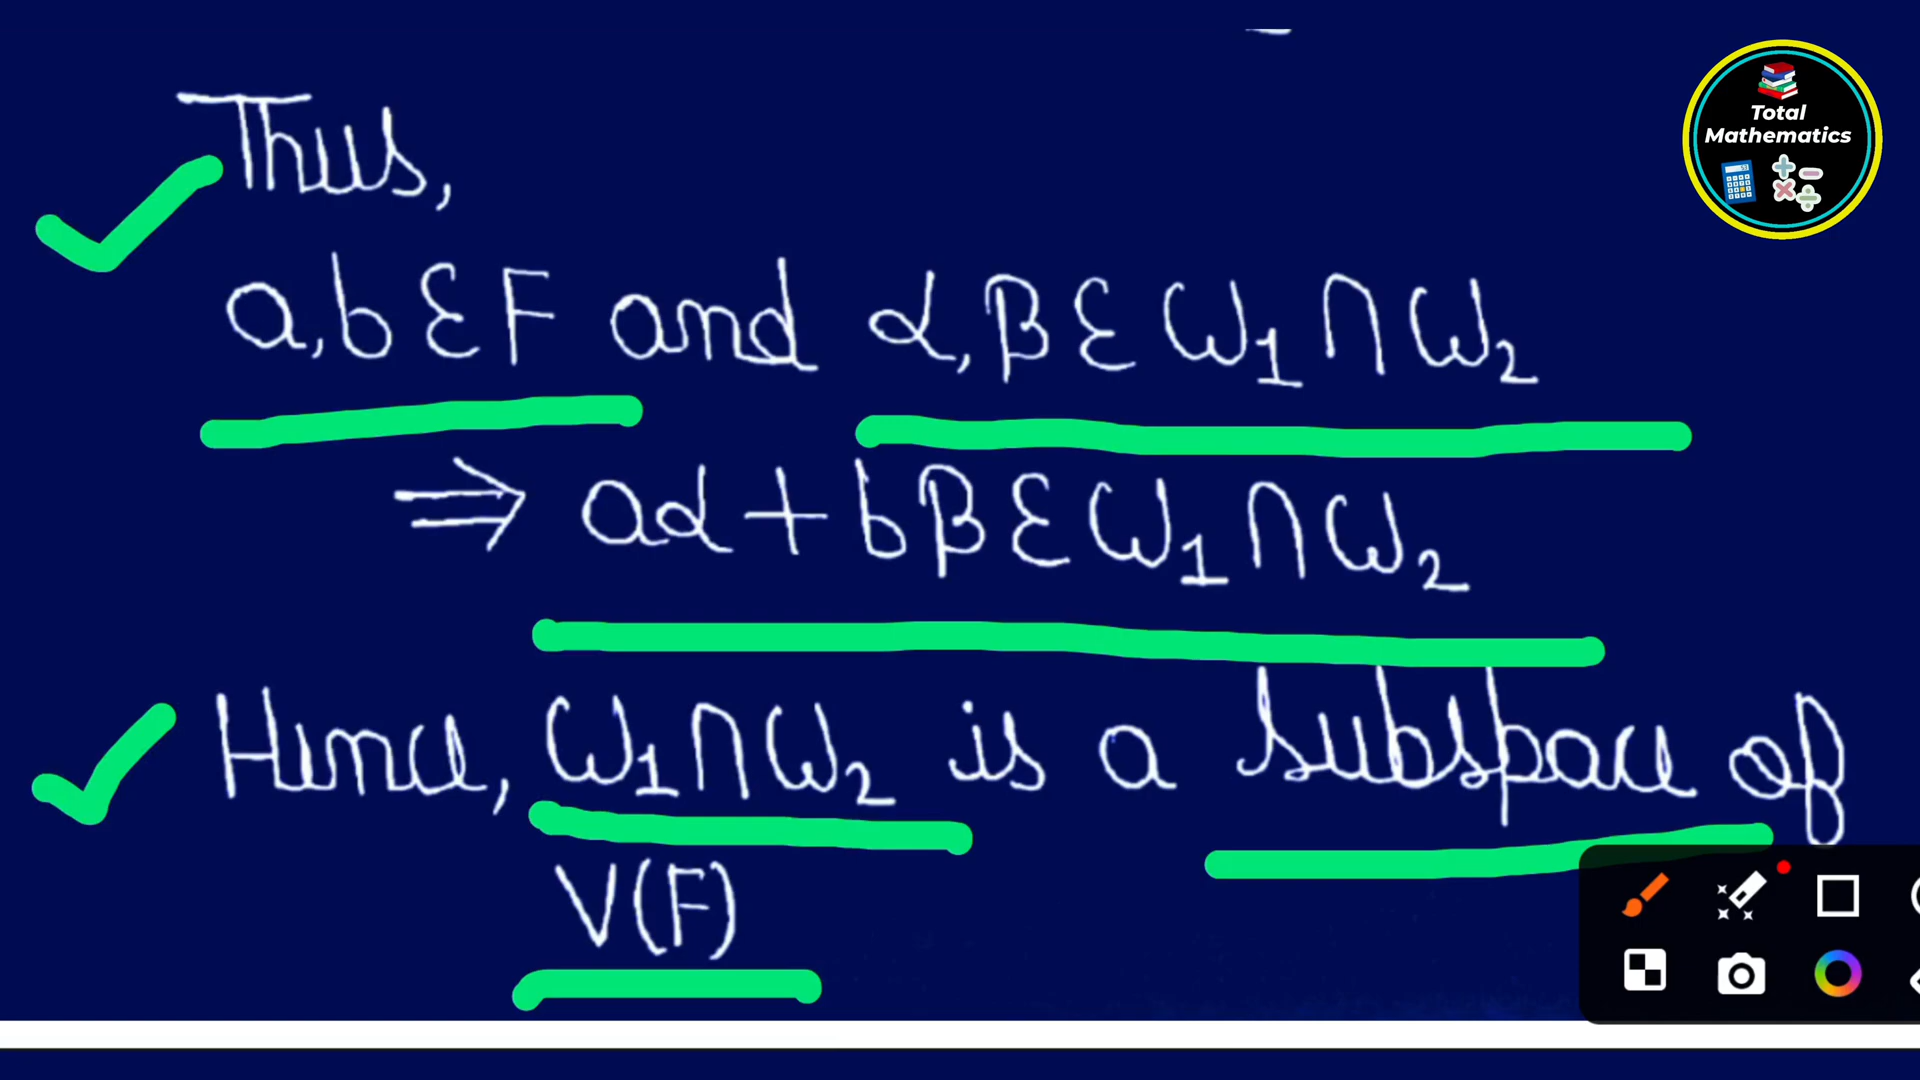 Total
Mathematics
Thus,
a,b ∈ F and α,β ∈ W₁∩W₂
⇒ aα+bβ ∈ W₁∩W₂
Hence, W₁∩W₂ is a subspace of
V(F)